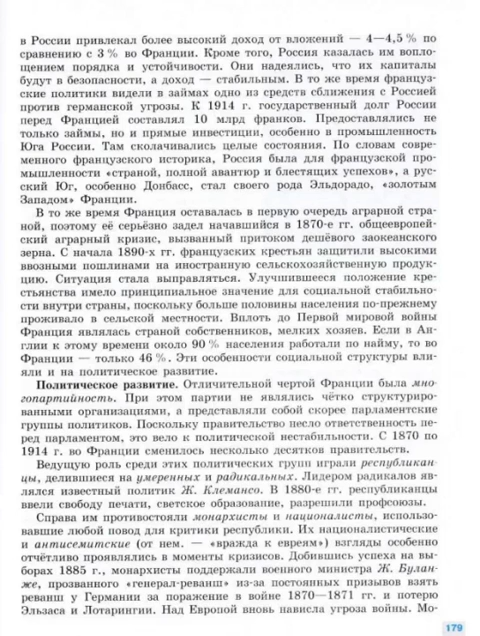 в России привлекал более высокий доход от вложений — 4—4,5 % по
сравнению с 3 % во Франции. Кроме того, Россия казалась им вопло-
щением порядка и устойчивости. Они надеялись, что их капиталы
будут в безопасности, а доход — стабильным. В то же время француз-
ские политики видели в займах одно из средств сближения с Россией
против германской угрозы. К 1914 г. государственный долг России
перед Францией составлял 10 млрд франков. Предоставлялись не
только займы, но и прямые инвестиции, особенно в промышленность
Юга России. Там сколачивались целые состояния. По словам совре-
менного французского историка, Россия была для французской про-
мышленности «страной, полной авантюр и блестящих успехов», а рус-
ский Юг, особенно Донбасс, стал своего рода Эльдорадо, «золотым
Западом» Франции.
В то же время Франция оставалась в первую очередь аграрной стра-
ной, поэтому её серьёзно задел начавшийся в 1870-е гг. общеевропей-
ский аграрный кризис, вызванный притоком дешёвого заокеанского
зерна. С начала 1890-х гг. французских крестьян защитили высокими
ввозными пошлинами на иностранную сельскохозяйственную продук-
цию. Ситуация стала выправляться. Улучшившееся положение кре-
стьянства имело принципиальное значение для социальной стабильно-
сти внутри страны, поскольку больше половины населения по-прежнему
проживало в сельской местности. Вплоть до Первой мировой войны
Франция являлась страной собственников, мелких хозяев. Если в Ан-
глии к этому времени около 90 % населения работали по найму, то во
Франции — только 46 %. Эти особенности социальной структуры вли-
яли и на политическое развитие.
Политическое развитие. Отличительной чертой Франции была мно-
гопартийность. При этом партии не являлись чётко структуриро-
ванными организациями, а представляли собой скорее парламентские
группы политиков. Поскольку правительство несло ответственность пе-
ред парламентом, это вело к политической нестабильности. С 1870 по
1914 г. во Франции сменилось несколько десятков правительств.
Ведущую роль среди этих политических групп играли республикан-
цы, делившиеся на умеренных и радикальных. Лидером радикалов яв-
лялся известный политик Ж. Клемансо. В 1880-е гг. республиканцы
ввели свободу печати, светское образование, разрешили профсоюзы.
Справа им противостояли монархисты и националисты, использо-
вавшие любой повод для критики республики. Их националистические
и антисемитские (от нем. — «вражда к евреям») взгляды особенно
отчётливо проявлялись в моменты кризисов. Добившись успеха на вы-
борах 1885 г., монархисты поддержали военного министра Ж. Булан-
же, прозванного «генерал-реванш» из-за постоянных призывов взять
реванш у Германии за поражение в войне 1870—1871 гг. и потерю
Эльзаса и Лотарингии. Над Европой вновь нависла угроза войны. Мо-
179